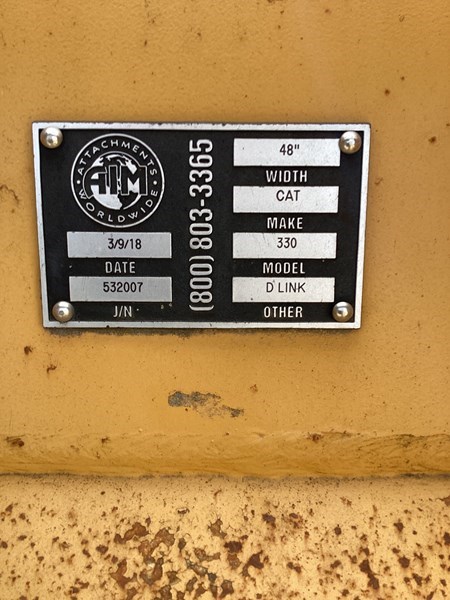 ATTACHMENTS
AIM
WORLDWIDE
3/9/18
DATE
532007
J/N
(800) 803-3365
48"
WIDTH
CAT
MAKE
330
MODEL
D LINK
OTHER